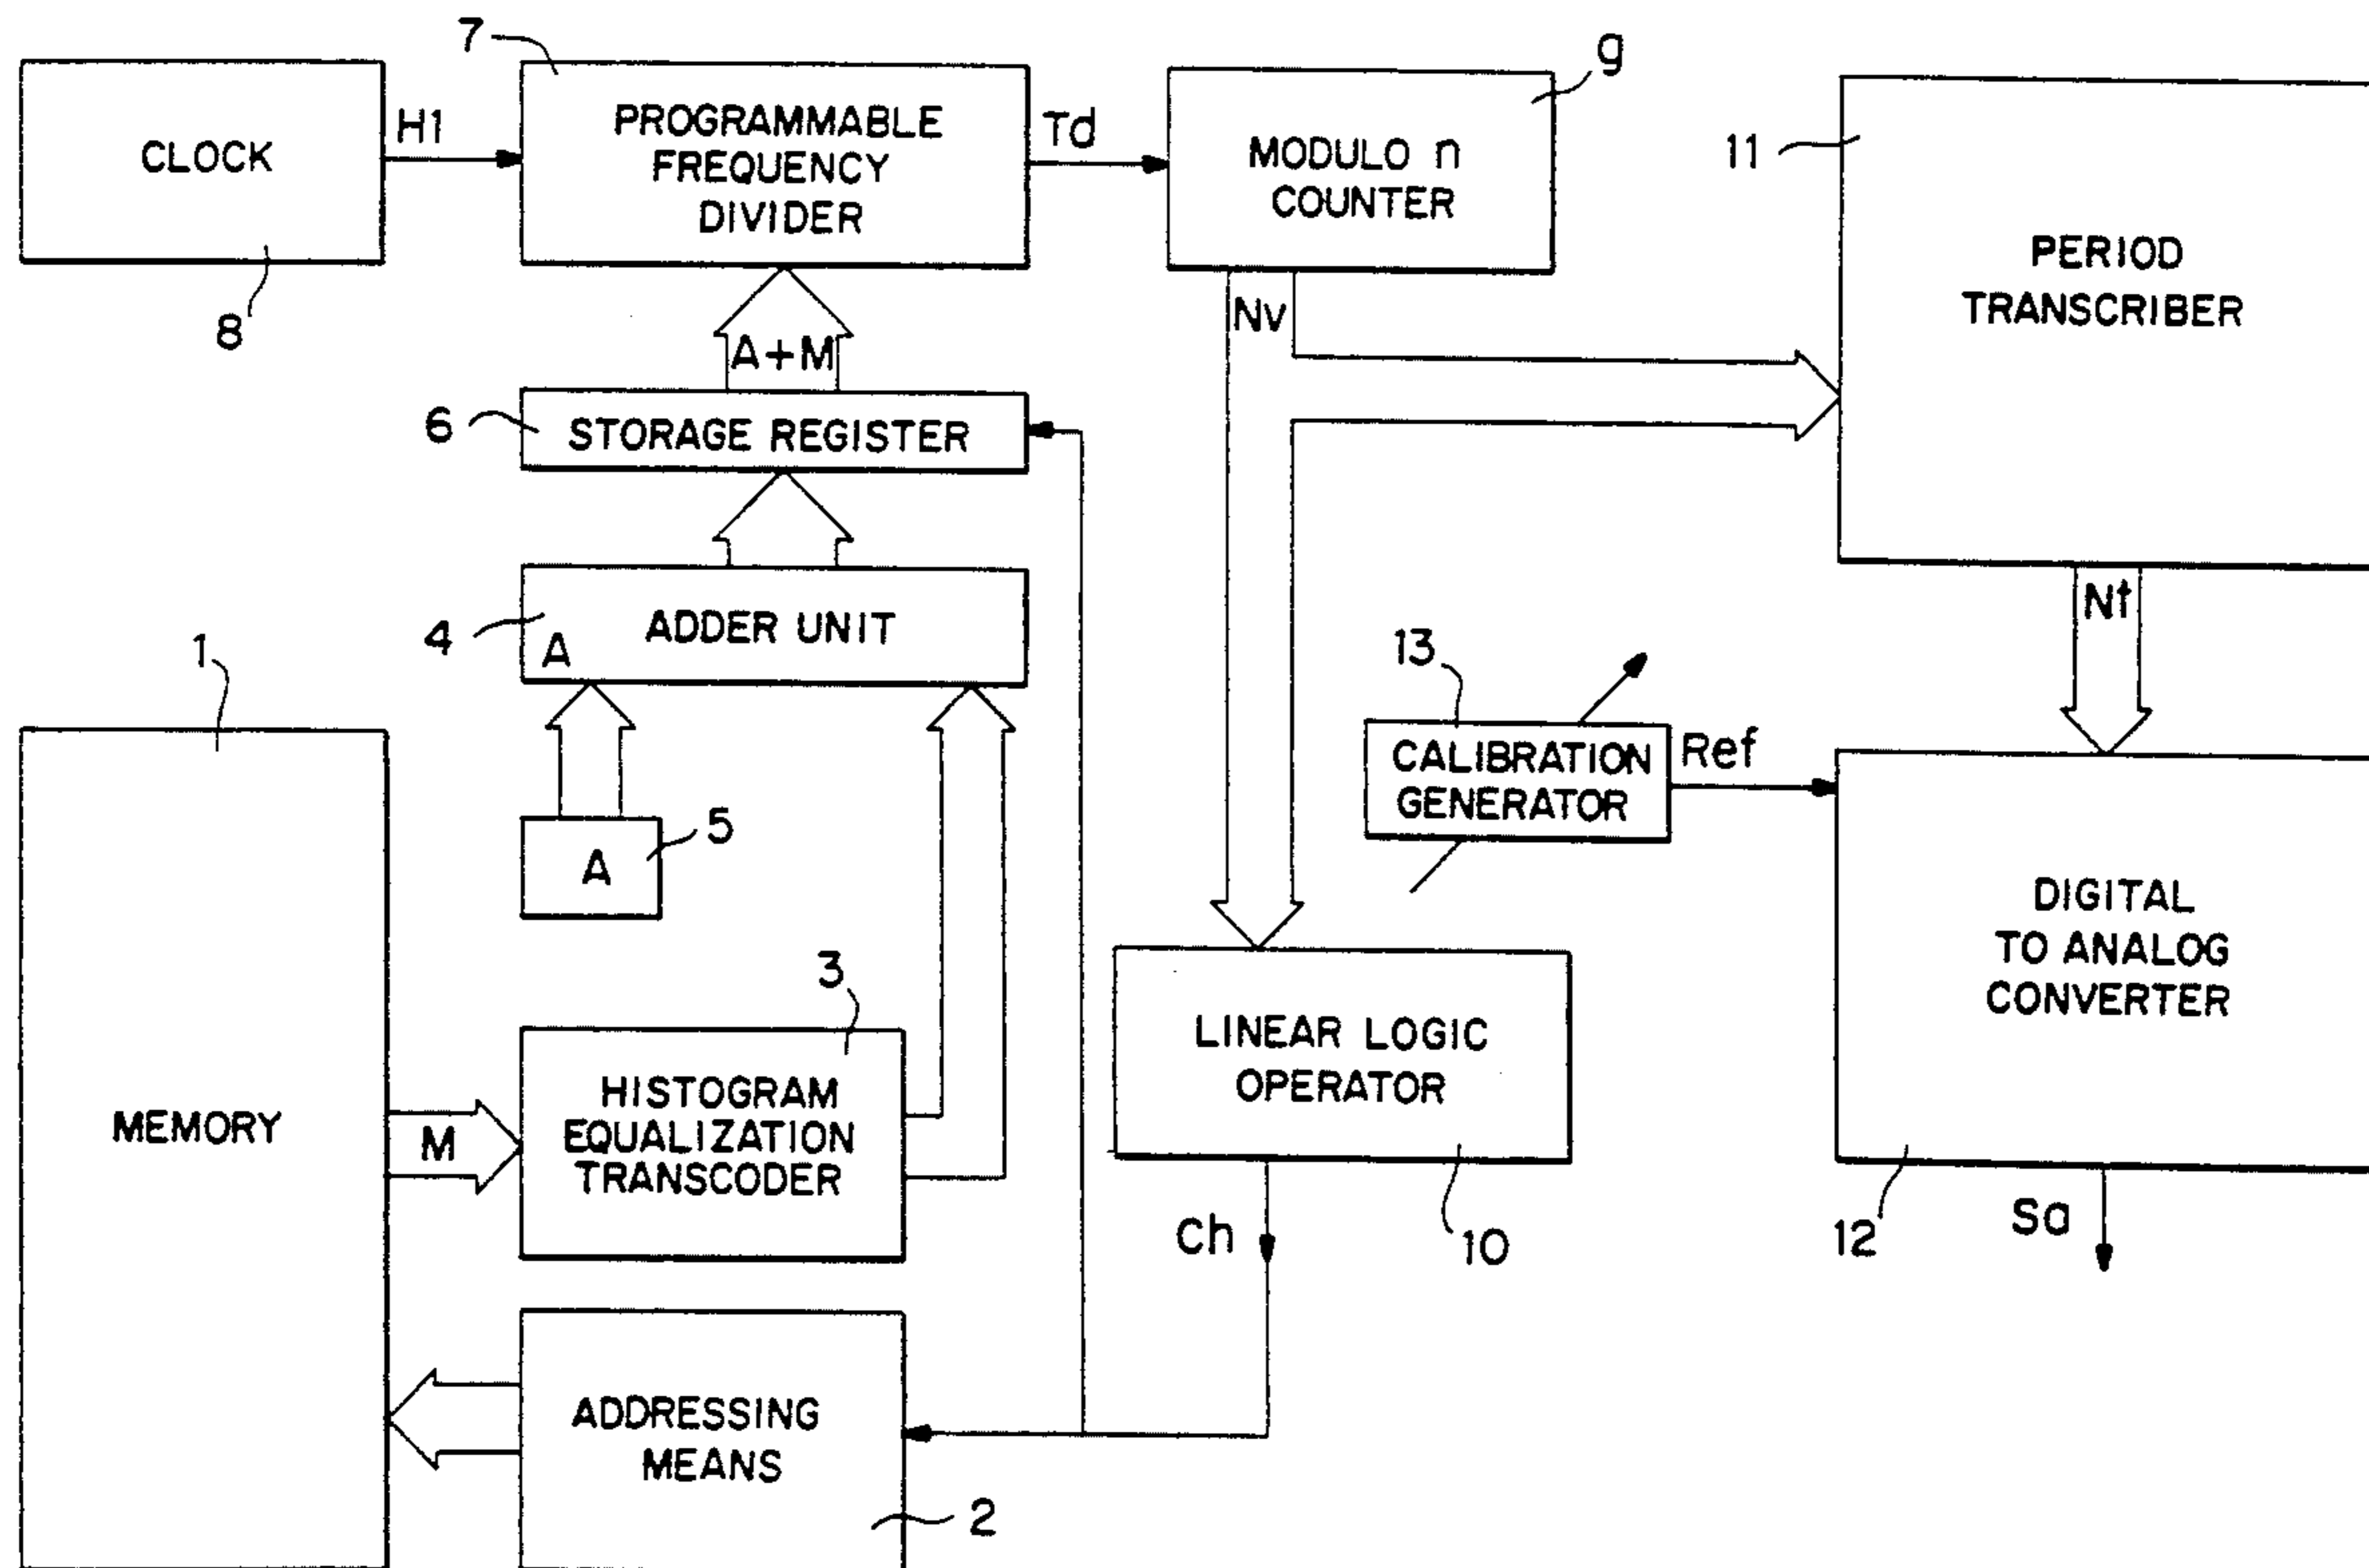 7
g
CLOCK
H1
PROGRAMMABLE
FREQUENCY
DIVIDER
Td
MODULO n
COUNTER
11
PERIOD
TRANSCRIBER
8
Nv
A+M
6
STORAGE REGISTER
4
A
ADDER UNIT
Nt
1
13
CALIBRATION
GENERATOR
Ref
5
A
DIGITAL
TO ANALOG
CONVERTER
3
LINEAR LOGIC
OPERATOR
MEMORY
M
HISTOGRAM
EQUALIZATION
TRANSCODER
Ch
10
12
Sa
ADDRESSING
MEANS
2